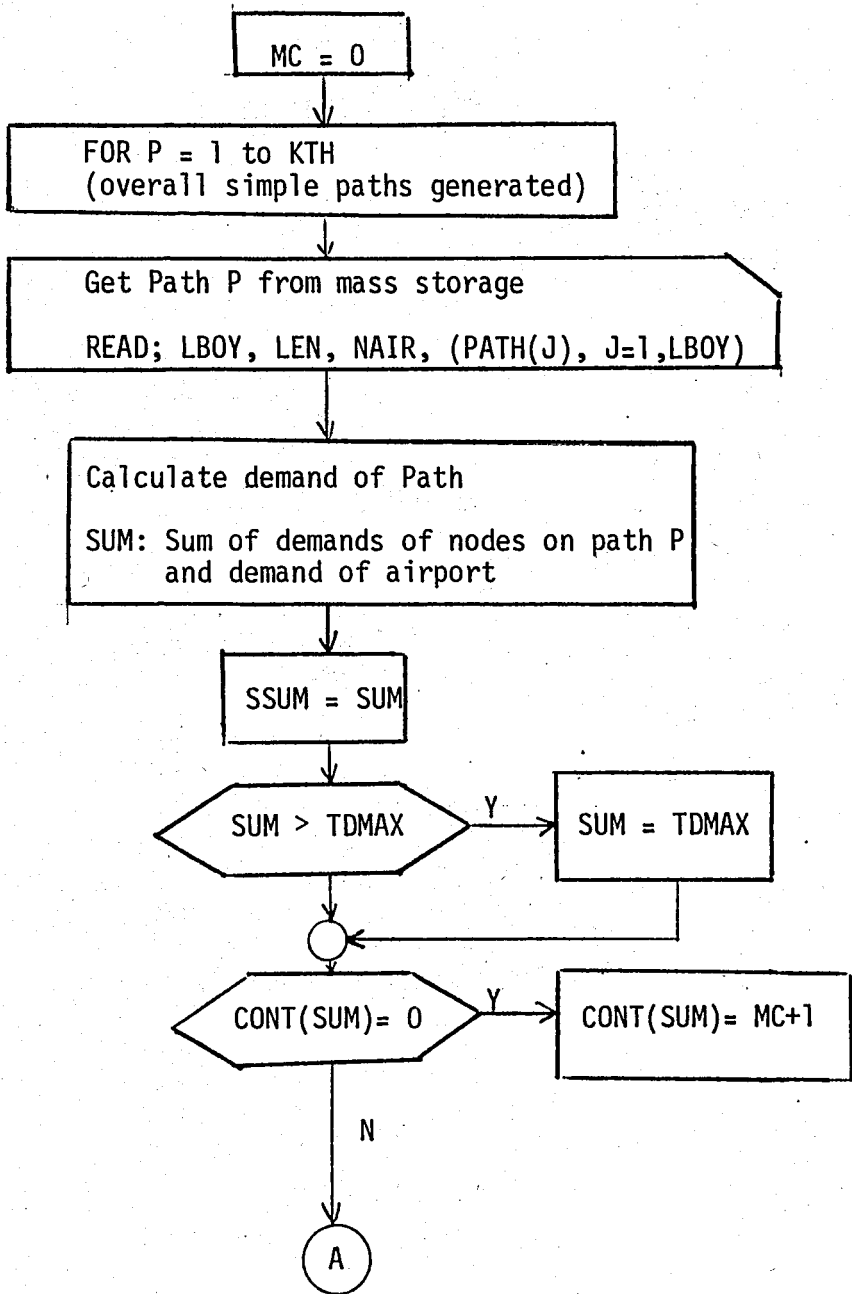 MC = 0
FOR P = 1 to KTH
(overall simple paths generated)
Get Path P from mass storage
READ; LBOY, LEN, NAIR, (PATH(J), J=1,LBOY)
Calculate demand of Path
SUM: Sum of demands of nodes on path P
and demand of airport
SSUM = SUM
SUM > TDMAX
Y
SUM = TDMAX
CONT(SUM)= 0
Y
CONT(SUM)= MC+1
N
A